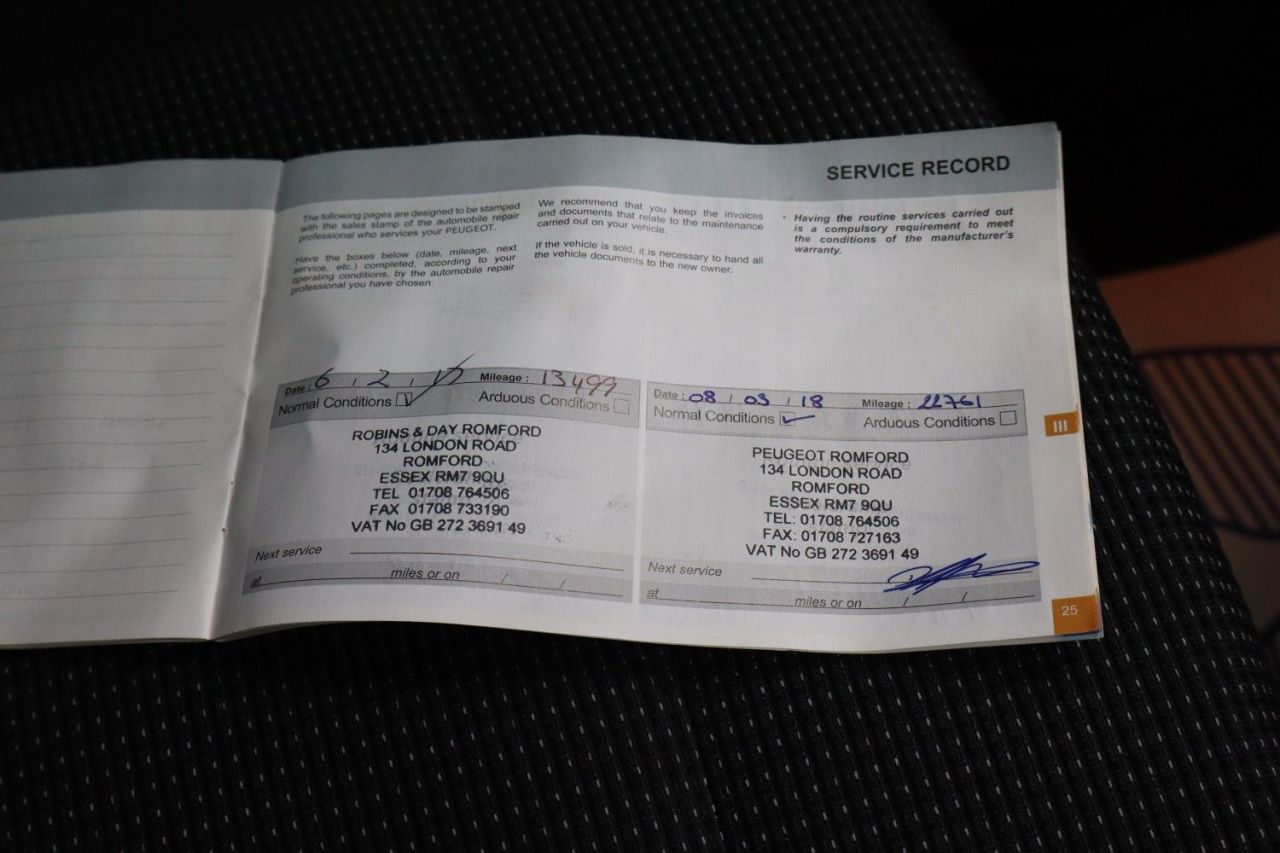 SERVICE RECORD
The following pages are designed to be stamped
with the sales stamp of the automobile repair
professional who services your PEUGEOT.
Have the boxes below (date, mileage, next
service, etc.) completed, according to your
operating conditions, by the automobile repair
professional you have chosen.
We recommend that you keep the invoices
and documents that relate to the maintenance
carried out on your vehicle.
If the vehicle is sold, it is necessary to hand all
the vehicle documents to the new owner.
• Having the routine services carried out
is a compulsory requirement to meet
the conditions of the manufacturer's
warranty.
Date : 6 / 2 / 17 Mileage : 13499
Normal Conditions Arduous Conditions
ROBINS & DAY ROMFORD
134 LONDON ROAD
ROMFORD
ESSEX RM7 9QU
TEL 01708 764506
FAX 01708 733190
VAT No GB 272 3691 49
Next service
at miles or on / /
Date : 08 / 03 / 18 Mileage : 22761
Normal Conditions Arduous Conditions
PEUGEOT ROMFORD
134 LONDON ROAD
ROMFORD
ESSEX RM7 9QU
TEL: 01708 764506
FAX: 01708 727163
VAT No GB 272 3691 49
Next service
at miles or on / /
III
25